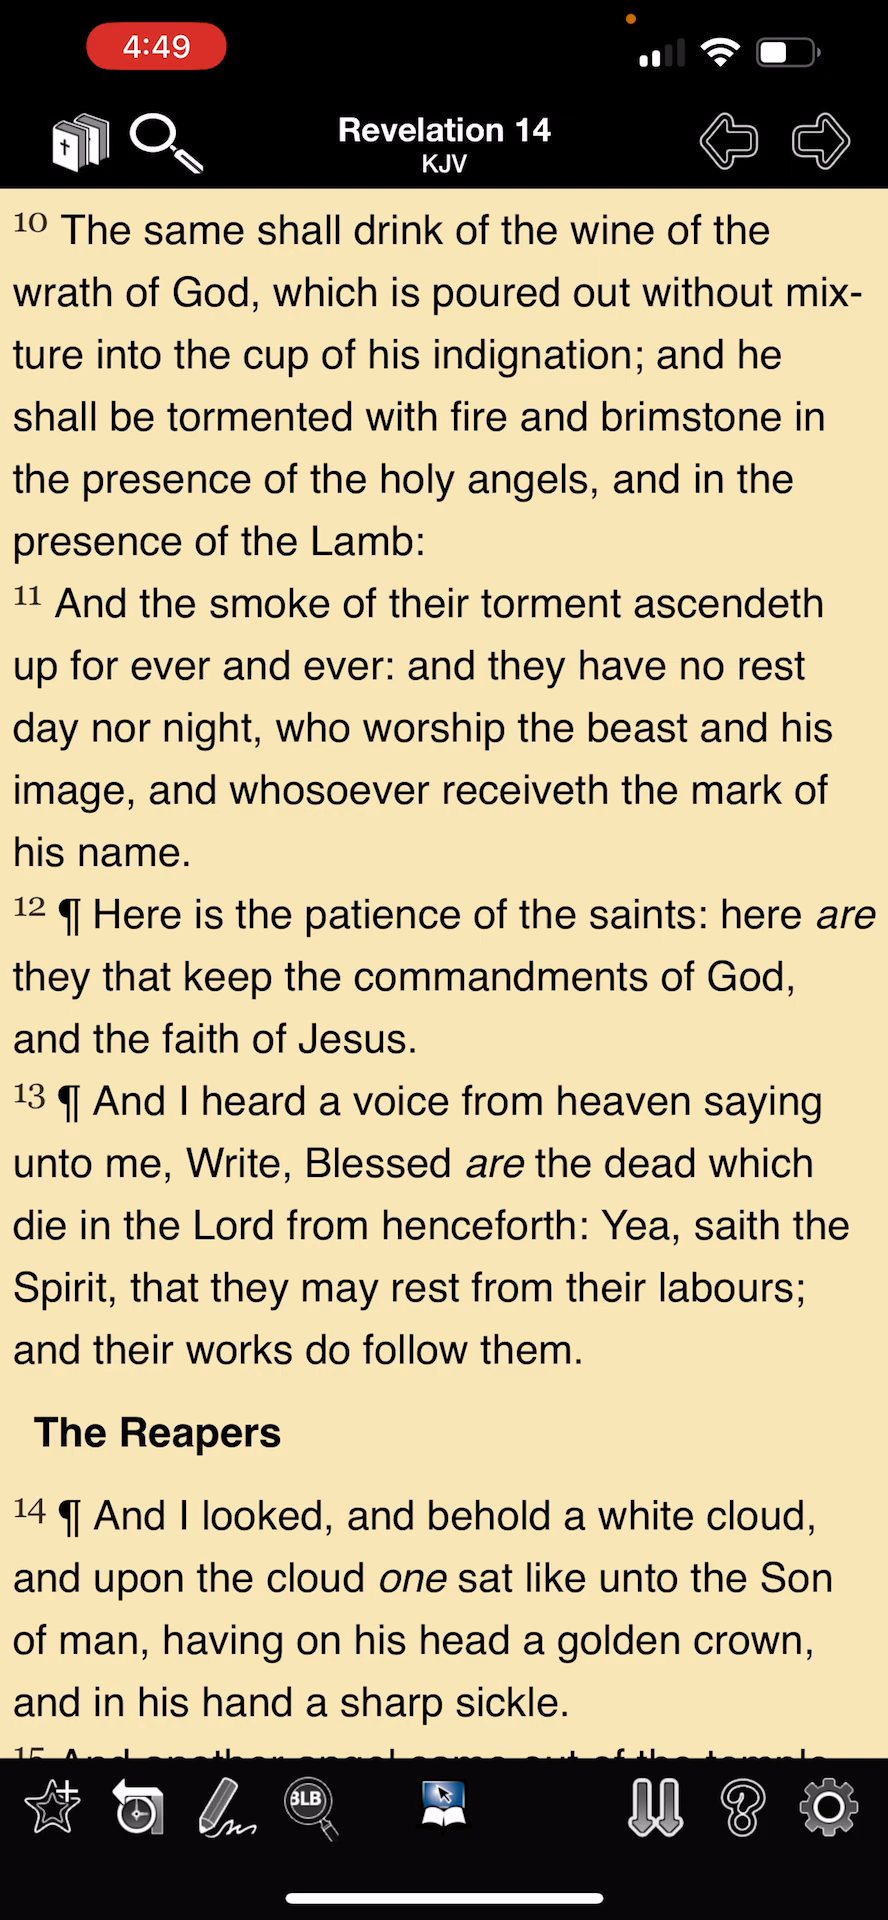 4:49
Revelation 14
KJV
10 The same shall drink of the wine of the
wrath of God, which is poured out without mix-
ture into the cup of his indignation; and he
shall be tormented with fire and brimstone in
the presence of the holy angels, and in the
presence of the Lamb:
11 And the smoke of their torment ascendeth
up for ever and ever: and they have no rest
day nor night, who worship the beast and his
image, and whosoever receiveth the mark of
his name.
12 ¶ Here is the patience of the saints: here are
they that keep the commandments of God,
and the faith of Jesus.
13 ¶ And I heard a voice from heaven saying
unto me, Write, Blessed are the dead which
die in the Lord from henceforth: Yea, saith the
Spirit, that they may rest from their labours;
and their works do follow them.
The Reapers
14 ¶ And I looked, and behold a white cloud,
and upon the cloud one sat like unto the Son
of man, having on his head a golden crown,
and in his hand a sharp sickle.
15 And another angel came out of the temple
BLB